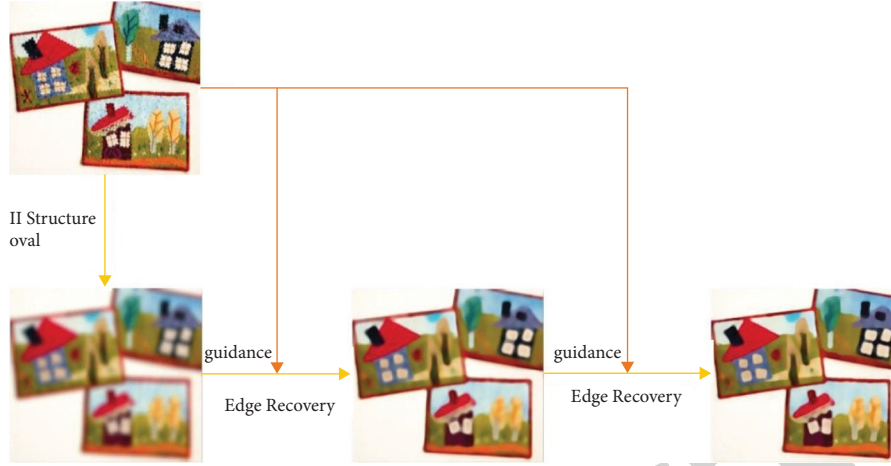 II Structure
oval
guidance
Edge Recovery
guidance
Edge Recovery